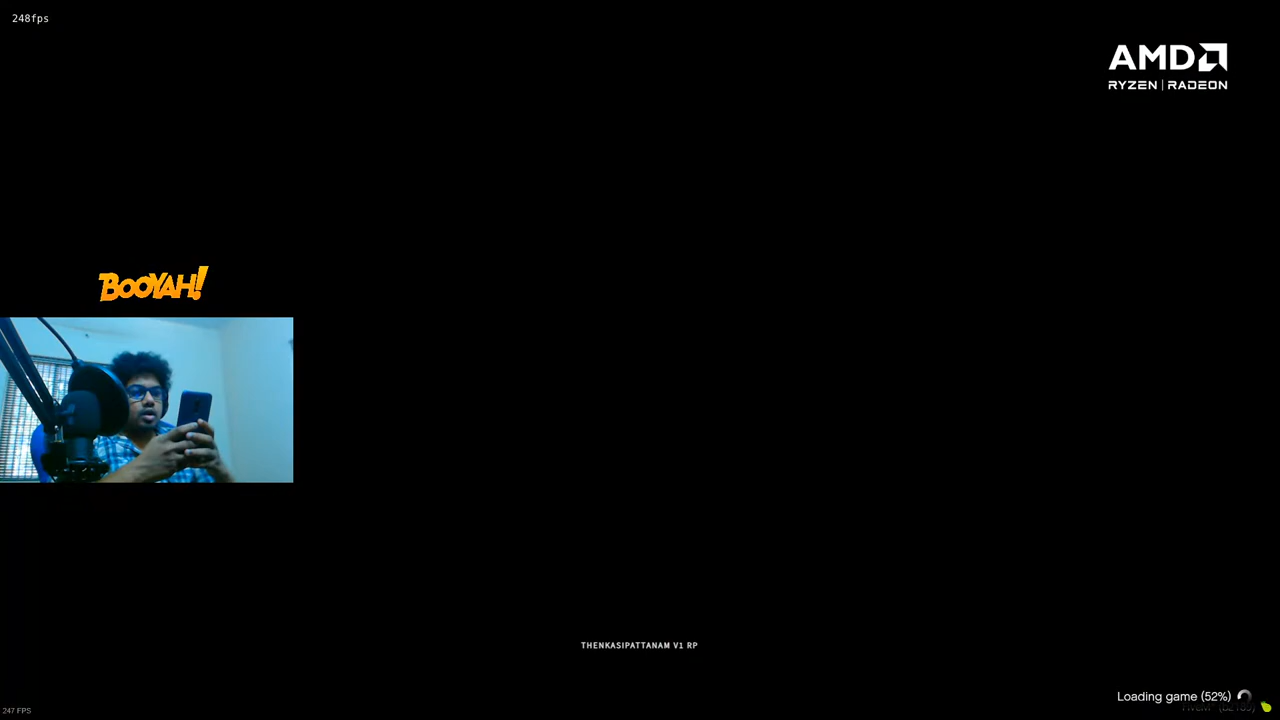 248fps
AMD
RYZEN | RADEON
BOOYAH!
THENKASIPATTANAM V1 RP
Loading game (52%)
247 FPS